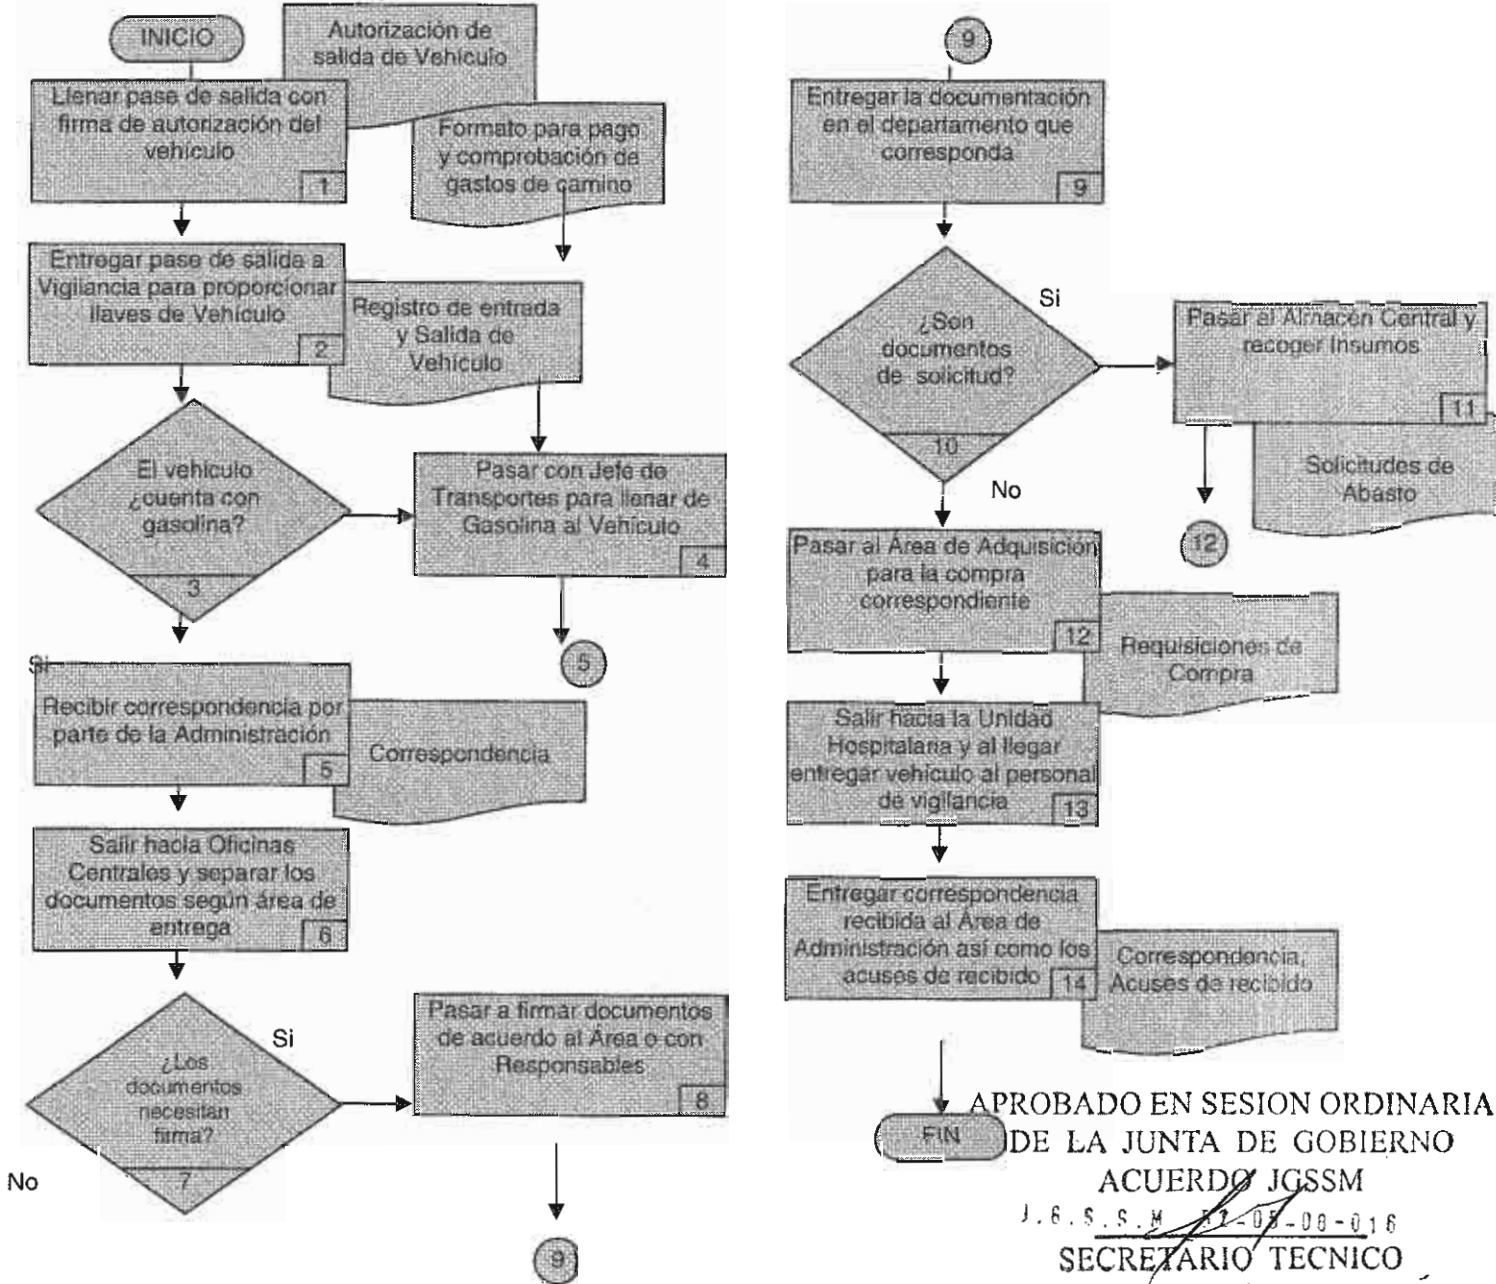 INICIO
Autorización de
salida de Vehículo
Llenar pase de salida con
firma de autorización del
vehículo
1
Formato para pago
y comprobación de
gastos de camino
Entregar pase de salida a
Vigilancia para proporcionar
llaves de Vehículo
2
Registro de entrada
y Salida de
Vehículo
El vehículo
¿cuenta con
gasolina?
3
Pasar con Jefe de
Transportes para llenar de
Gasolina al Vehículo
4
5
Si
Recibir correspondencia por
parte de la Administración
5
Correspondencia
Salir hacia Oficinas
Centrales y separar los
documentos según área de
entrega
6
¿Los
documentos
necesitan
firma?
7
Si
No
Pasar a firmar documentos
de acuerdo al Área o con
Responsables
8
9
9
Entregar la documentación
en el departamento que
corresponda
9
¿Son
documentos
de solicitud?
10
Si
No
Pasar al Almacén Central y
recoger Insumos
11
Solicitudes de
Abasto
12
Pasar al Área de Adquisición
para la compra
correspondiente
12
Requisiciones de
Compra
Salir hacia la Unidad
Hospitalaria y al llegar
entregar vehículo al personal
de vigilancia
13
Entregar correspondencia
recibida al Área de
Administración así como los
acuses de recibido
14
Correspondencia,
Acuses de recibido
FIN
APROBADO EN SESION ORDINARIA
DE LA JUNTA DE GOBIERNO
ACUERDO JGSSM
SECRETARIO TECNICO